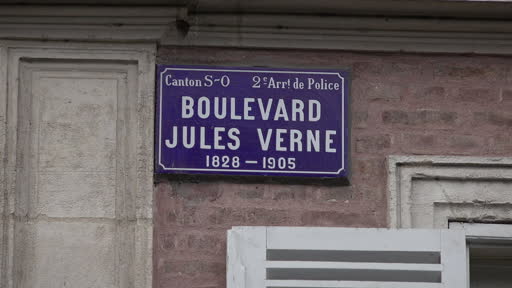 Canton S-O 2e Arrt de Police
BOULEVARD
JULES VERNE
1828 — 1905